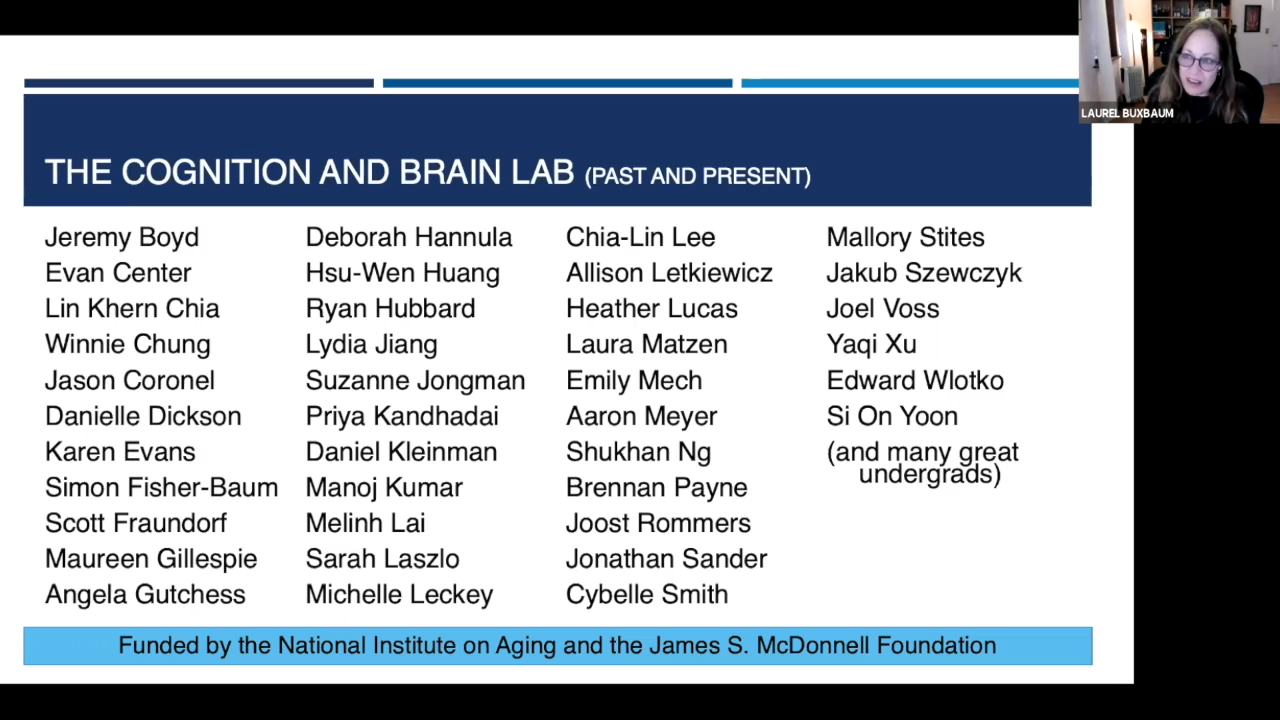 LAUREL BUXBAUM
THE COGNITION AND BRAIN LAB (PAST AND PRESENT)
Jeremy Boyd
Evan Center
Lin Khern Chia
Winnie Chung
Jason Coronel
Danielle Dickson
Karen Evans
Simon Fisher-Baum
Scott Fraundorf
Maureen Gillespie
Angela Gutchess
Deborah Hannula
Hsu-Wen Huang
Ryan Hubbard
Lydia Jiang
Suzanne Jongman
Priya Kandhadai
Daniel Kleinman
Manoj Kumar
Melinh Lai
Sarah Laszlo
Michelle Leckey
Chia-Lin Lee
Allison Letkiewicz
Heather Lucas
Laura Matzen
Emily Mech
Aaron Meyer
Shukhan Ng
Brennan Payne
Joost Rommers
Jonathan Sander
Cybelle Smith
Mallory Stites
Jakub Szewczyk
Joel Voss
Yaqi Xu
Edward Wlotko
Si On Yoon
(and many great
undergrads)
Funded by the National Institute on Aging and the James S. McDonnell Foundation